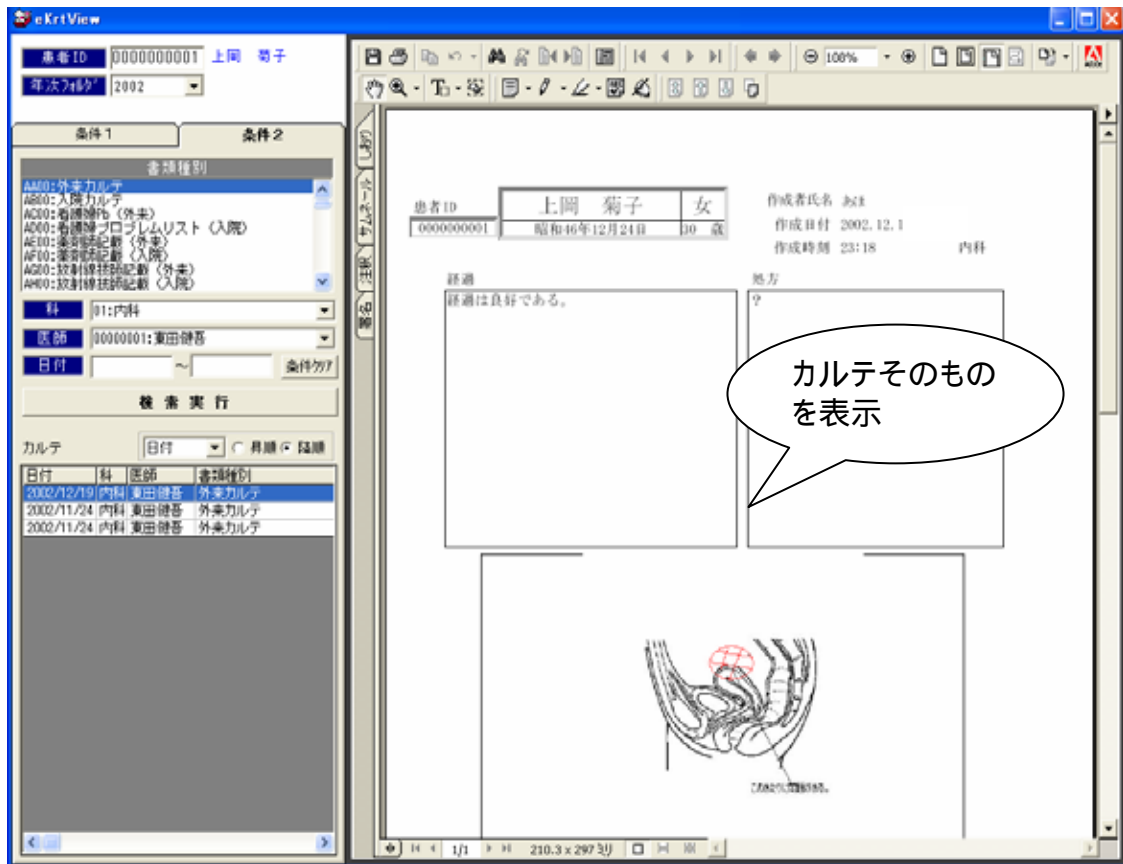 eKrtView
患者ID 0000000001 上岡 菊子
年次フォルダ 2002
条件1 条件2
書類種別
AA00:外来カルテ
AB00:入院カルテ
AC00:看護婦Pb（外来）
AD00:看護婦プロブレムリスト（入院）
AE00:薬剤師記載（外来）
AF00:薬剤師記載（入院）
AG00:放射線技師記載（外来）
AH00:放射線技師記載（入院）
科 01:内科
医師 00000001:東田健吾
日付 ～ 条件クリア
検索実行
カルテ 日付 昇順 降順
日付 科 医師 書類種別
2002/12/19 内科 東田健吾 外来カルテ
2002/11/24 内科 東田健吾 外来カルテ
2002/11/24 内科 東田健吾 外来カルテ
100%
しおり
サムネール
注釈
署名
患者ID 上岡 菊子 女
0000000001 昭和46年12月24日 30 歳
作成者氏名
作成日付 2002.12.1
作成時刻 23:18 内科
経過 処方
経過は良好である。 ?
カルテそのもの
を表示
1/1 210.3 x 297 ミリ